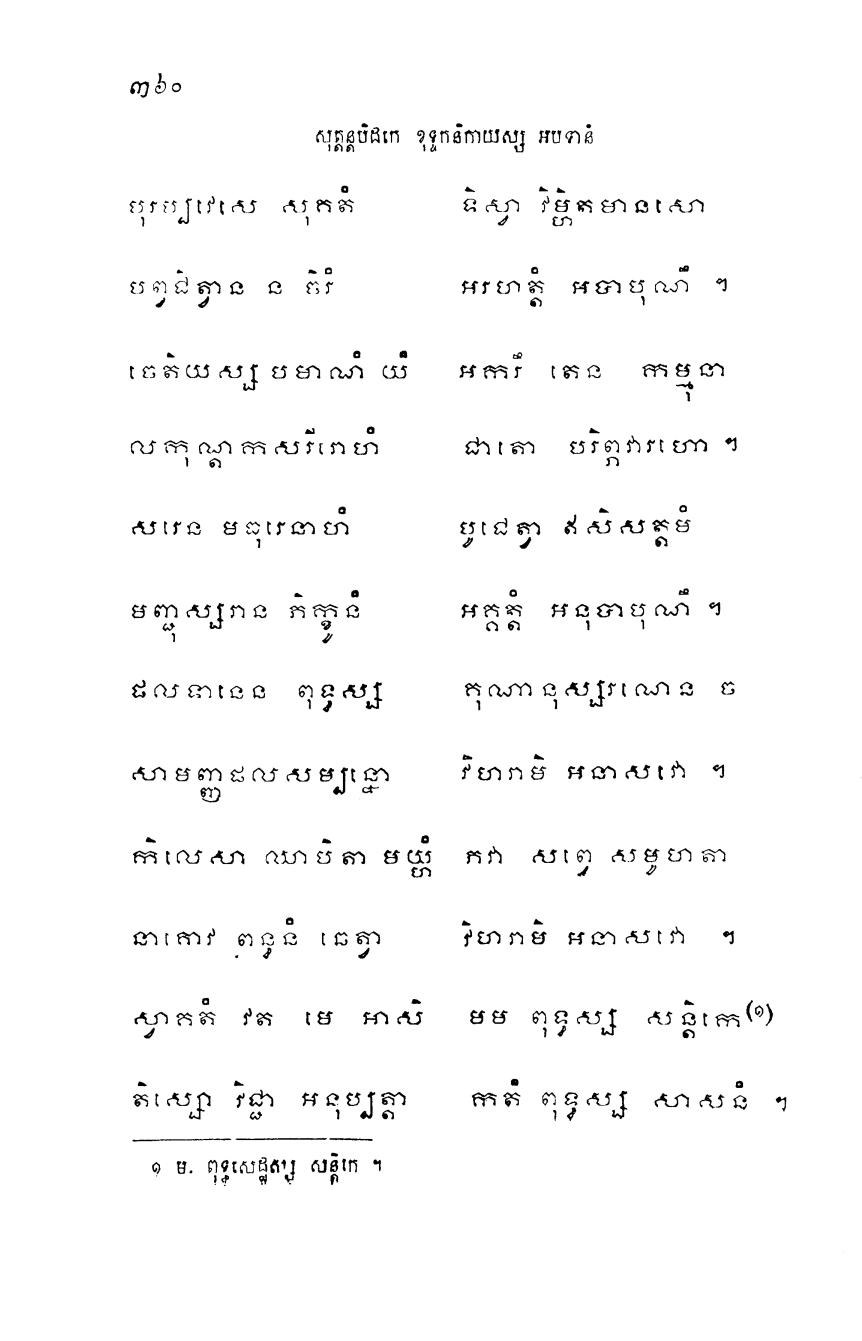 ៣៦០
សុត្តន្តបិដកេ ខុទ្ទកនិកាយស្ស អបទានំ
បុរប្បវេសេ សុគតំ ទិស្វា វិម្ហិតមានសោ
បព្វជិត្វាន ន ចិរំ អរហត្តំ អបាបុណឹ ។
ចេតិយស្ស បមាណំ យំ អករឹ តេន កម្មុនា
លកុណ្ដកសរីរោហំ ជាតោ បរិភ្ភវារហោ ។
សរេន មធុរេនាហំ បូជេត្វា ឥសិសត្តមំ
មញ្ជុស្សរាន ភិក្ខូនំ អគ្គត្តំ អនុបាបុណឹ ។
ផលទានេន ពុទ្ធស្ស គុណានុស្សរណេន ច
សាមញ្ញផលសម្បន្នោ វិហរាមិ អនាសវោ ។
កិលេសា ឈាបិតា មយ្ហំ ភវា សព្វេ សមូហតា
នាគោវ ពន្ធនំ ឆេត្វា វិហរាមិ អនាសវោ ។
ស្វាគតំ វត មេ អាសិ មម ពុទ្ធស្ស សន្តិកេ(១)
តិស្សោ វិជ្ជា អនុប្បត្តា កតំ ពុទ្ធស្ស សាសនំ ។
១ ម. ពុទ្ធសេដ្ឋស្ស សន្តិកេ ។